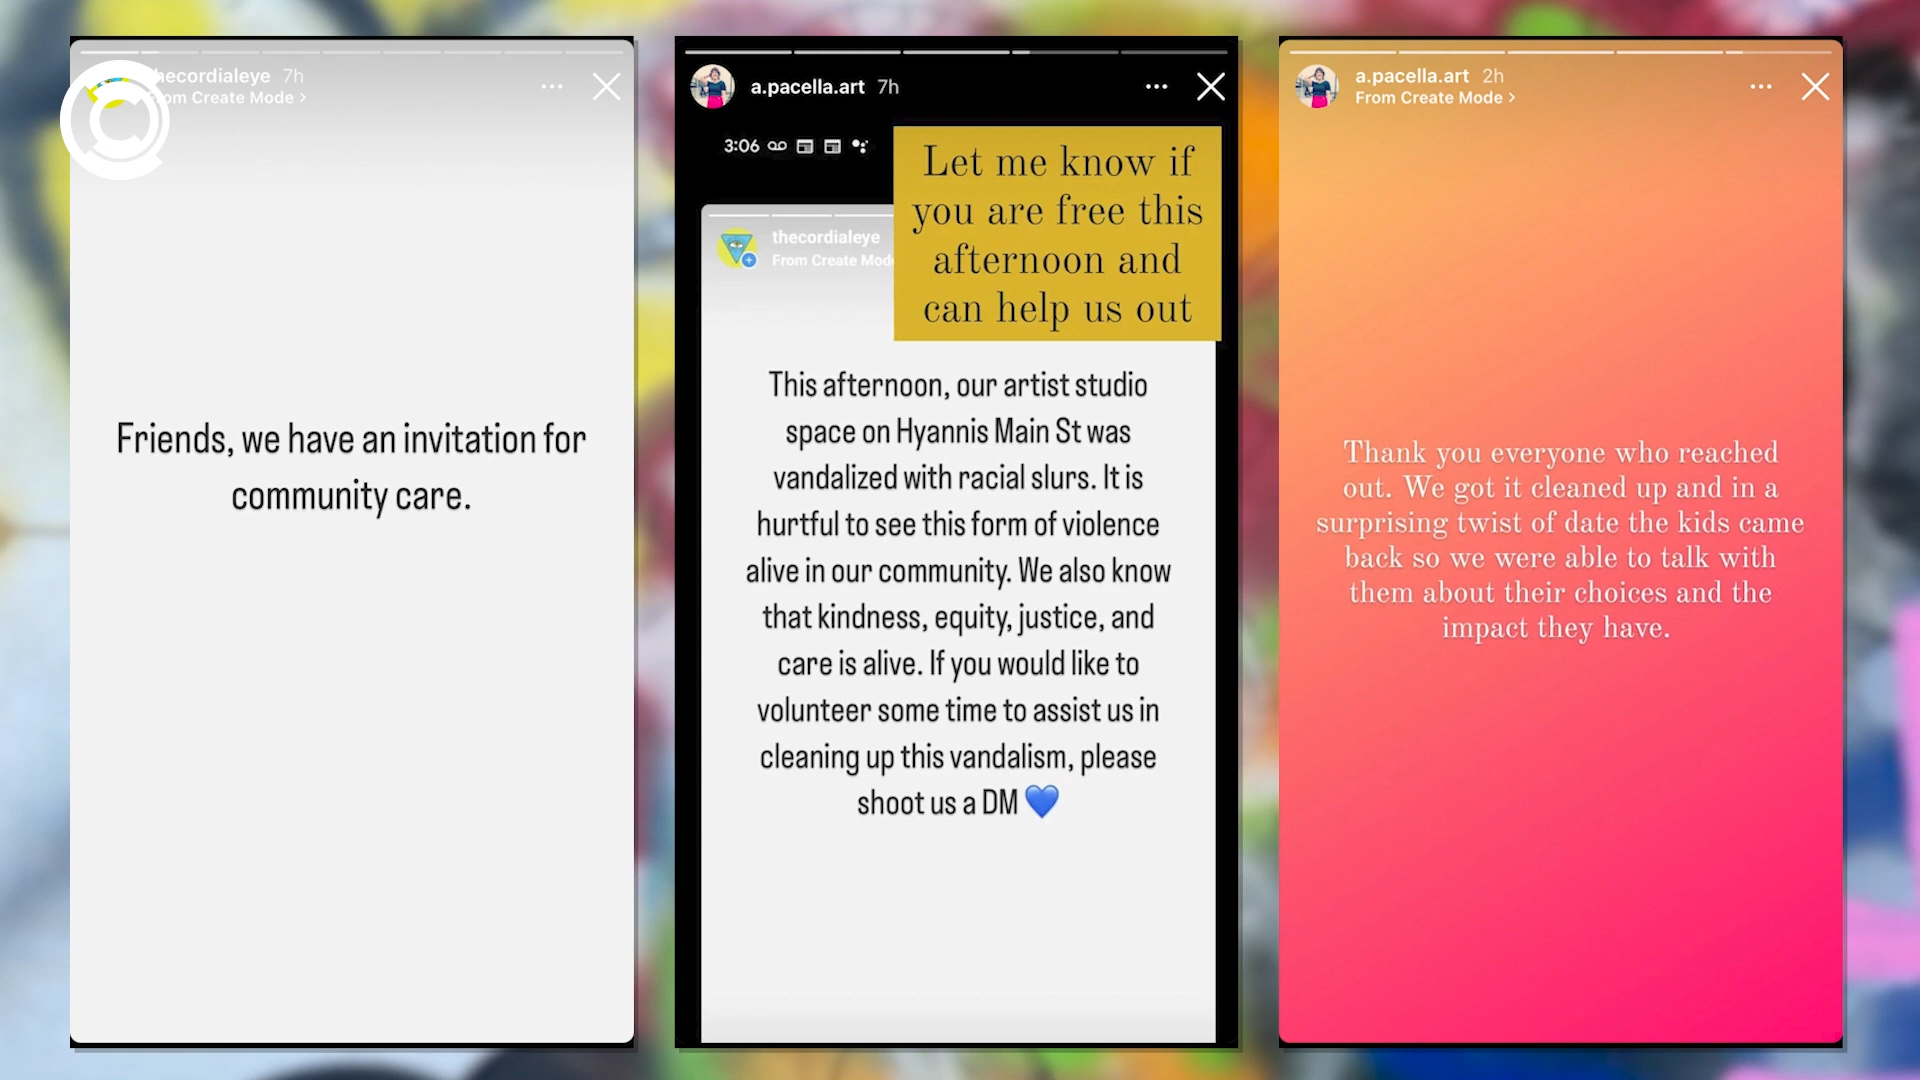 thecordialeye 7h
From Create Mode >
Friends, we have an invitation for
community care.
a.pacella.art 7h
3:06
Let me know if
you are free this
afternoon and
can help us out
thecordialeye
From Create Mode
This afternoon, our artist studio
space on Hyannis Main St was
vandalized with racial slurs. It is
hurtful to see this form of violence
alive in our community. We also know
that kindness, equity, justice, and
care is alive. If you would like to
volunteer some time to assist us in
cleaning up this vandalism, please
shoot us a DM 💙
a.pacella.art 2h
From Create Mode >
Thank you everyone who reached
out. We got it cleaned up and in a
surprising twist of date the kids came
back so we were able to talk with
them about their choices and the
impact they have.